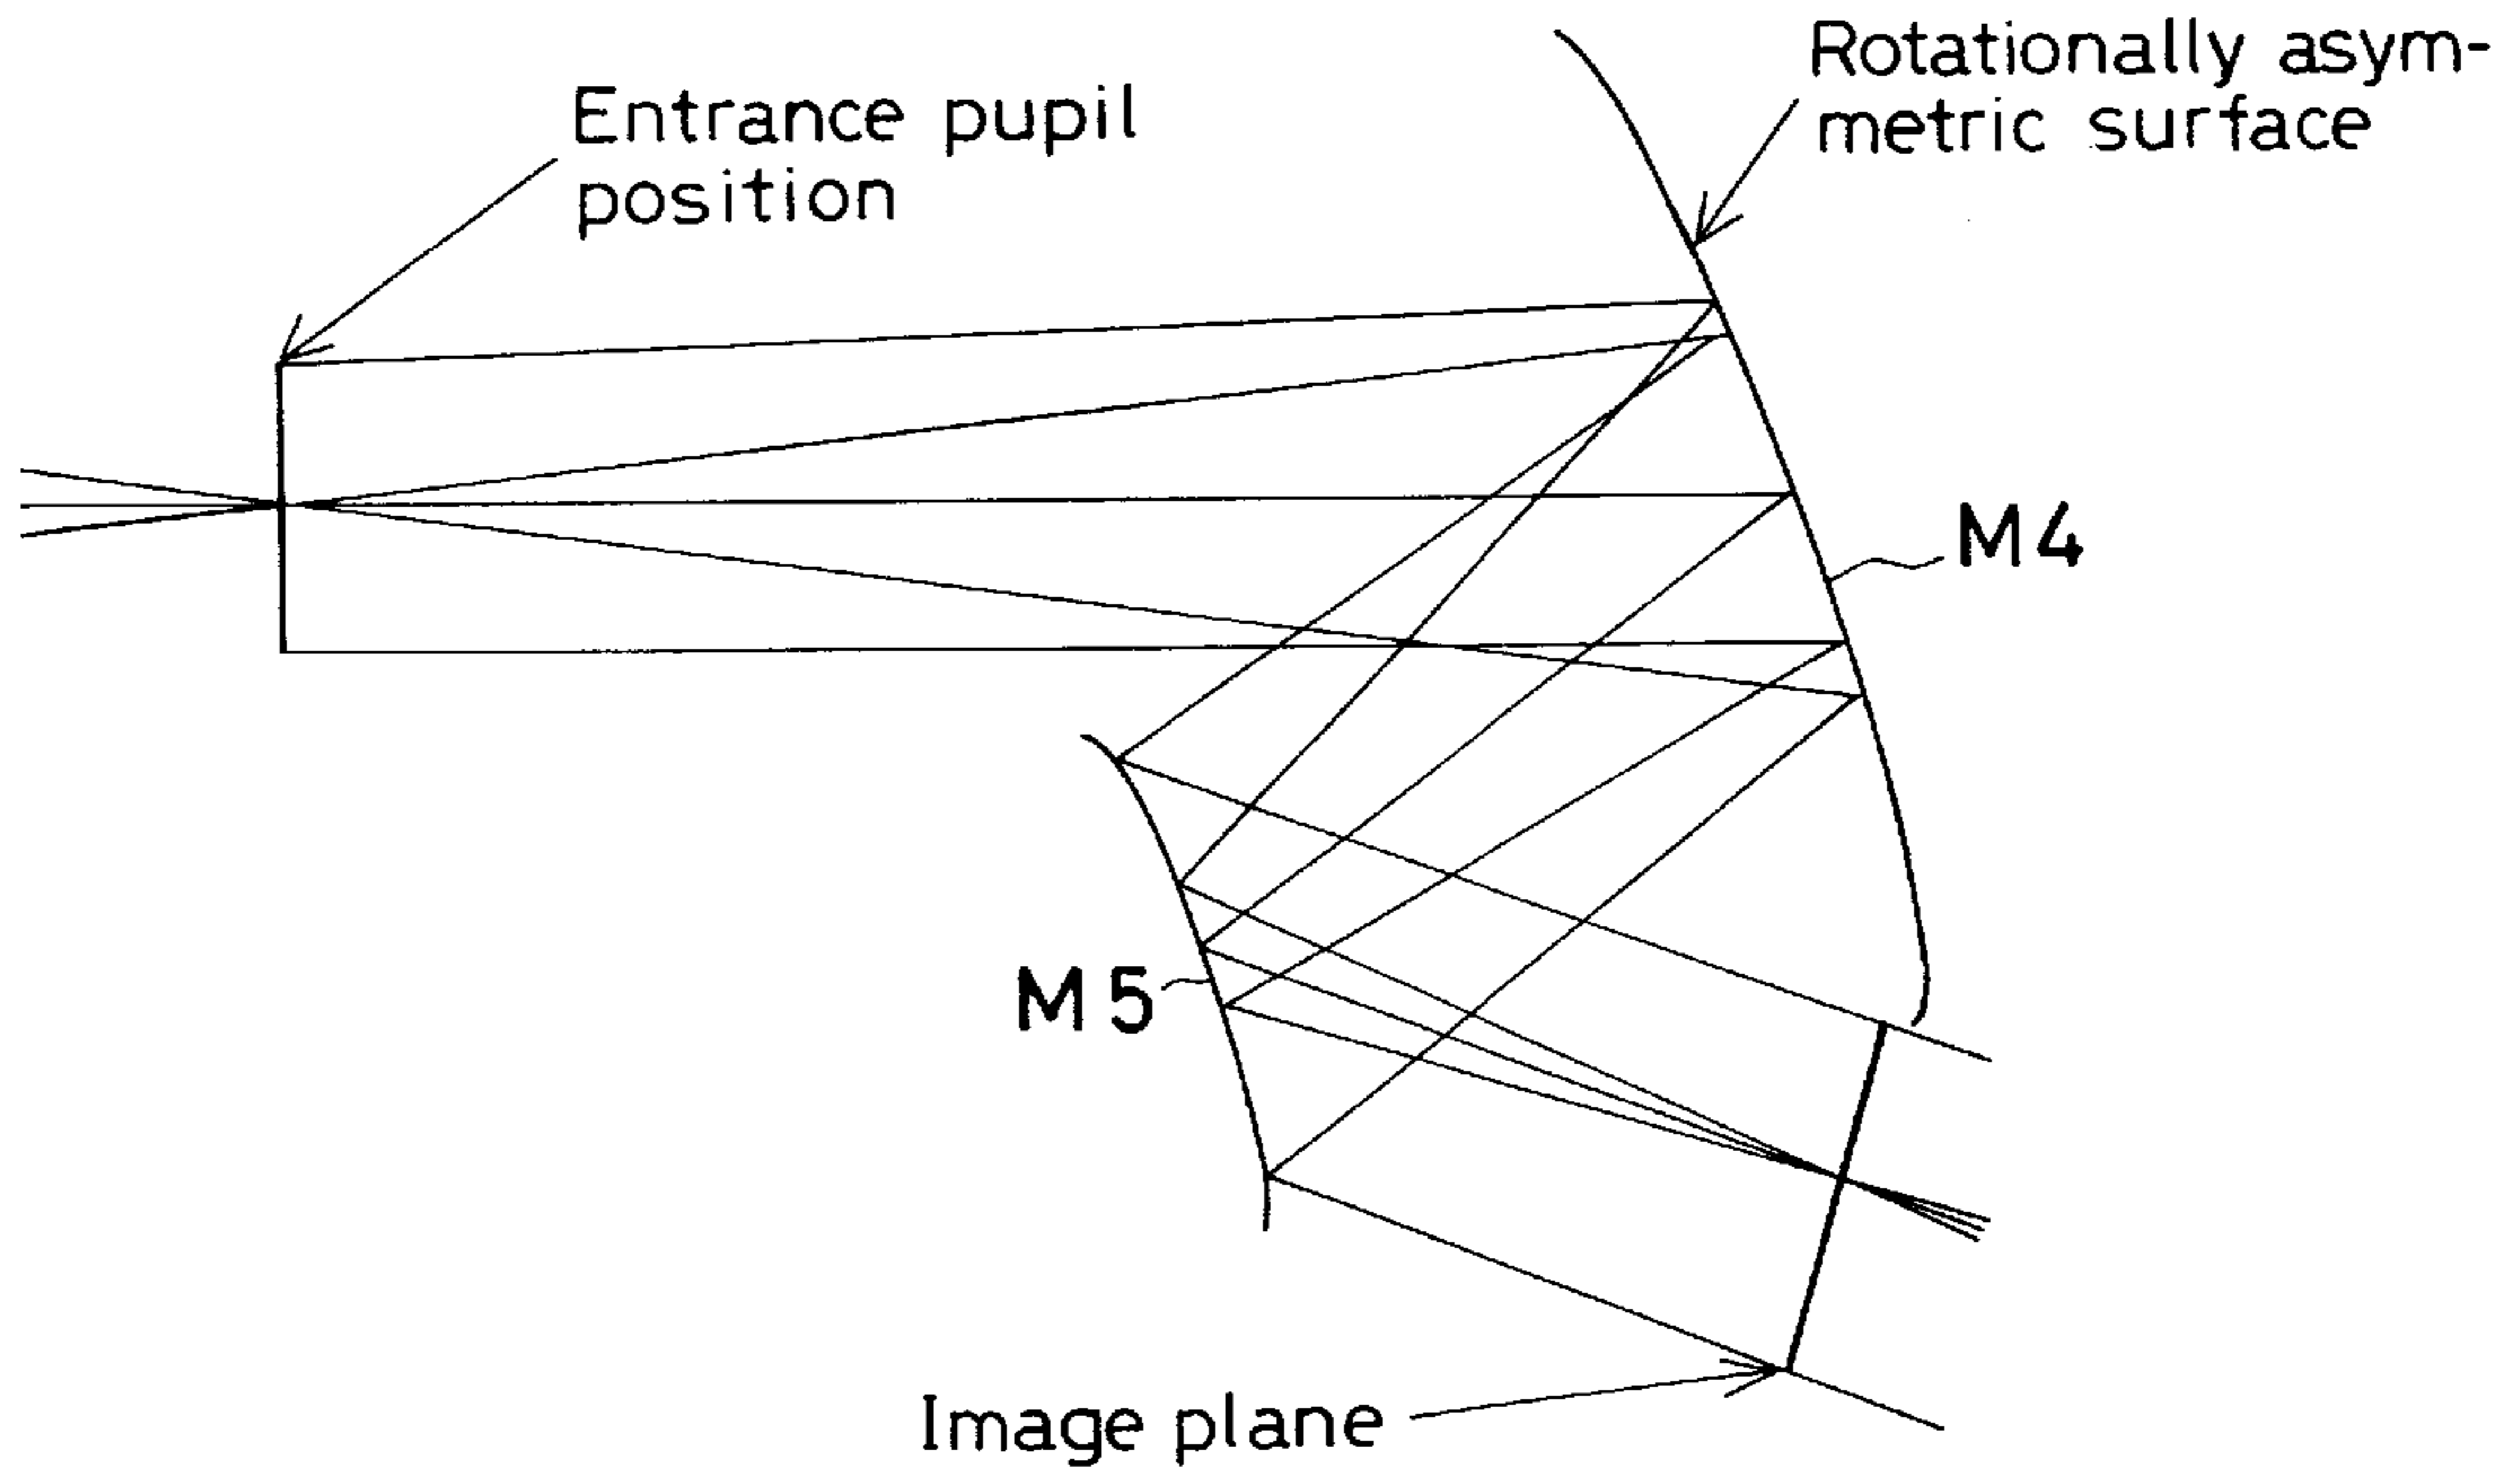 Rotationally asym-
metric surface
Entrance pupil
position
M4
M5
Image plane